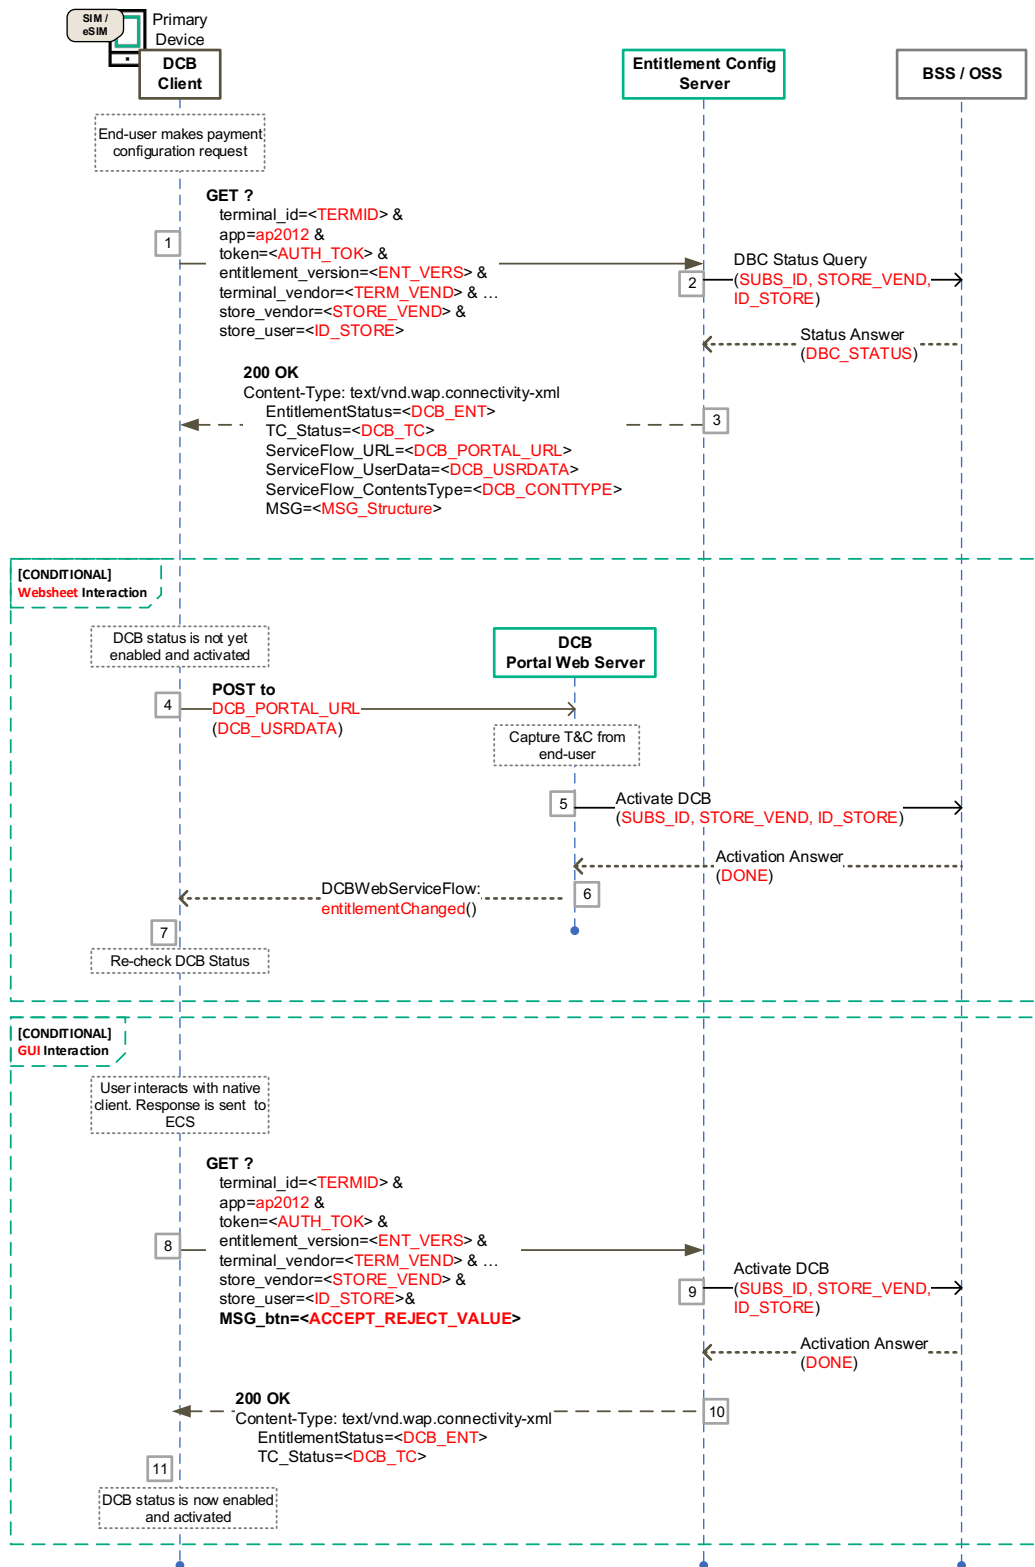 SIM /
eSIM
Primary
Device
DCB
Client
Entitlement Config
Server
BSS / OSS
End-user makes payment
configuration request
GET ?
terminal_id=<TERMID> &
app=ap2012 &
token=<AUTH_TOK> &
entitlement_version=<ENT_VERS> &
terminal_vendor=<TERM_VEND> & ...
store_vendor=<STORE_VEND> &
store_user=<ID_STORE>
1
2
DBC Status Query
(SUBS_ID, STORE_VEND,
ID_STORE)
Status Answer
(DBC_STATUS)
200 OK
Content-Type: text/vnd.wap.connectivity-xml
EntitlementStatus=<DCB_ENT>
TC_Status=<DCB_TC>
ServiceFlow_URL=<DCB_PORTAL_URL>
ServiceFlow_UserData=<DCB_USRDATA>
ServiceFlow_ContentsType=<DCB_CONTTYPE>
MSG=<MSG_Structure>
3
[CONDITIONAL]
Websheet Interaction
DCB status is not yet
enabled and activated
DCB
Portal Web Server
4
POST to
DCB_PORTAL_URL
(DCB_USRDATA)
Capture T&C from
end-user
5
Activate DCB
(SUBS_ID, STORE_VEND, ID_STORE)
Activation Answer
(DONE)
DCBWebServiceFlow:
entitlementChanged()
6
7
Re-check DCB Status
[CONDITIONAL]
GUI Interaction
User interacts with native
client. Response is sent to
ECS
GET ?
terminal_id=<TERMID> &
app=ap2012 &
token=<AUTH_TOK> &
entitlement_version=<ENT_VERS> &
terminal_vendor=<TERM_VEND> & ...
store_vendor=<STORE_VEND> &
store_user=<ID_STORE>&
MSG_btn=<ACCEPT_REJECT_VALUE>
8
9
Activate DCB
(SUBS_ID, STORE_VEND,
ID_STORE)
Activation Answer
(DONE)
200 OK
Content-Type: text/vnd.wap.connectivity-xml
EntitlementStatus=<DCB_ENT>
TC_Status=<DCB_TC>
10
11
DCB status is now enabled
and activated